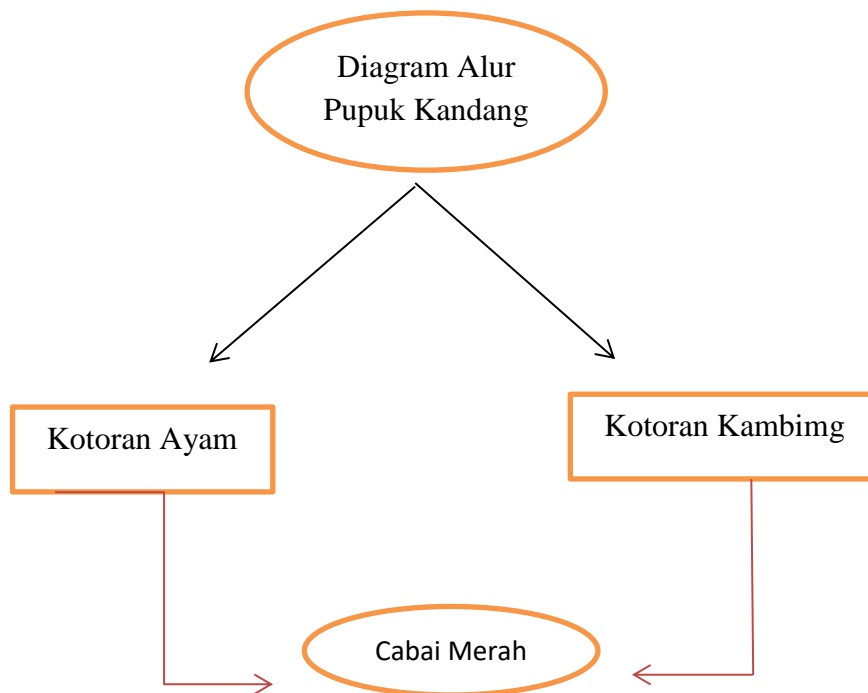 Diagram Alur
Pupuk Kandang
Kotoran Ayam
Kotoran Kambimg
Cabai Merah